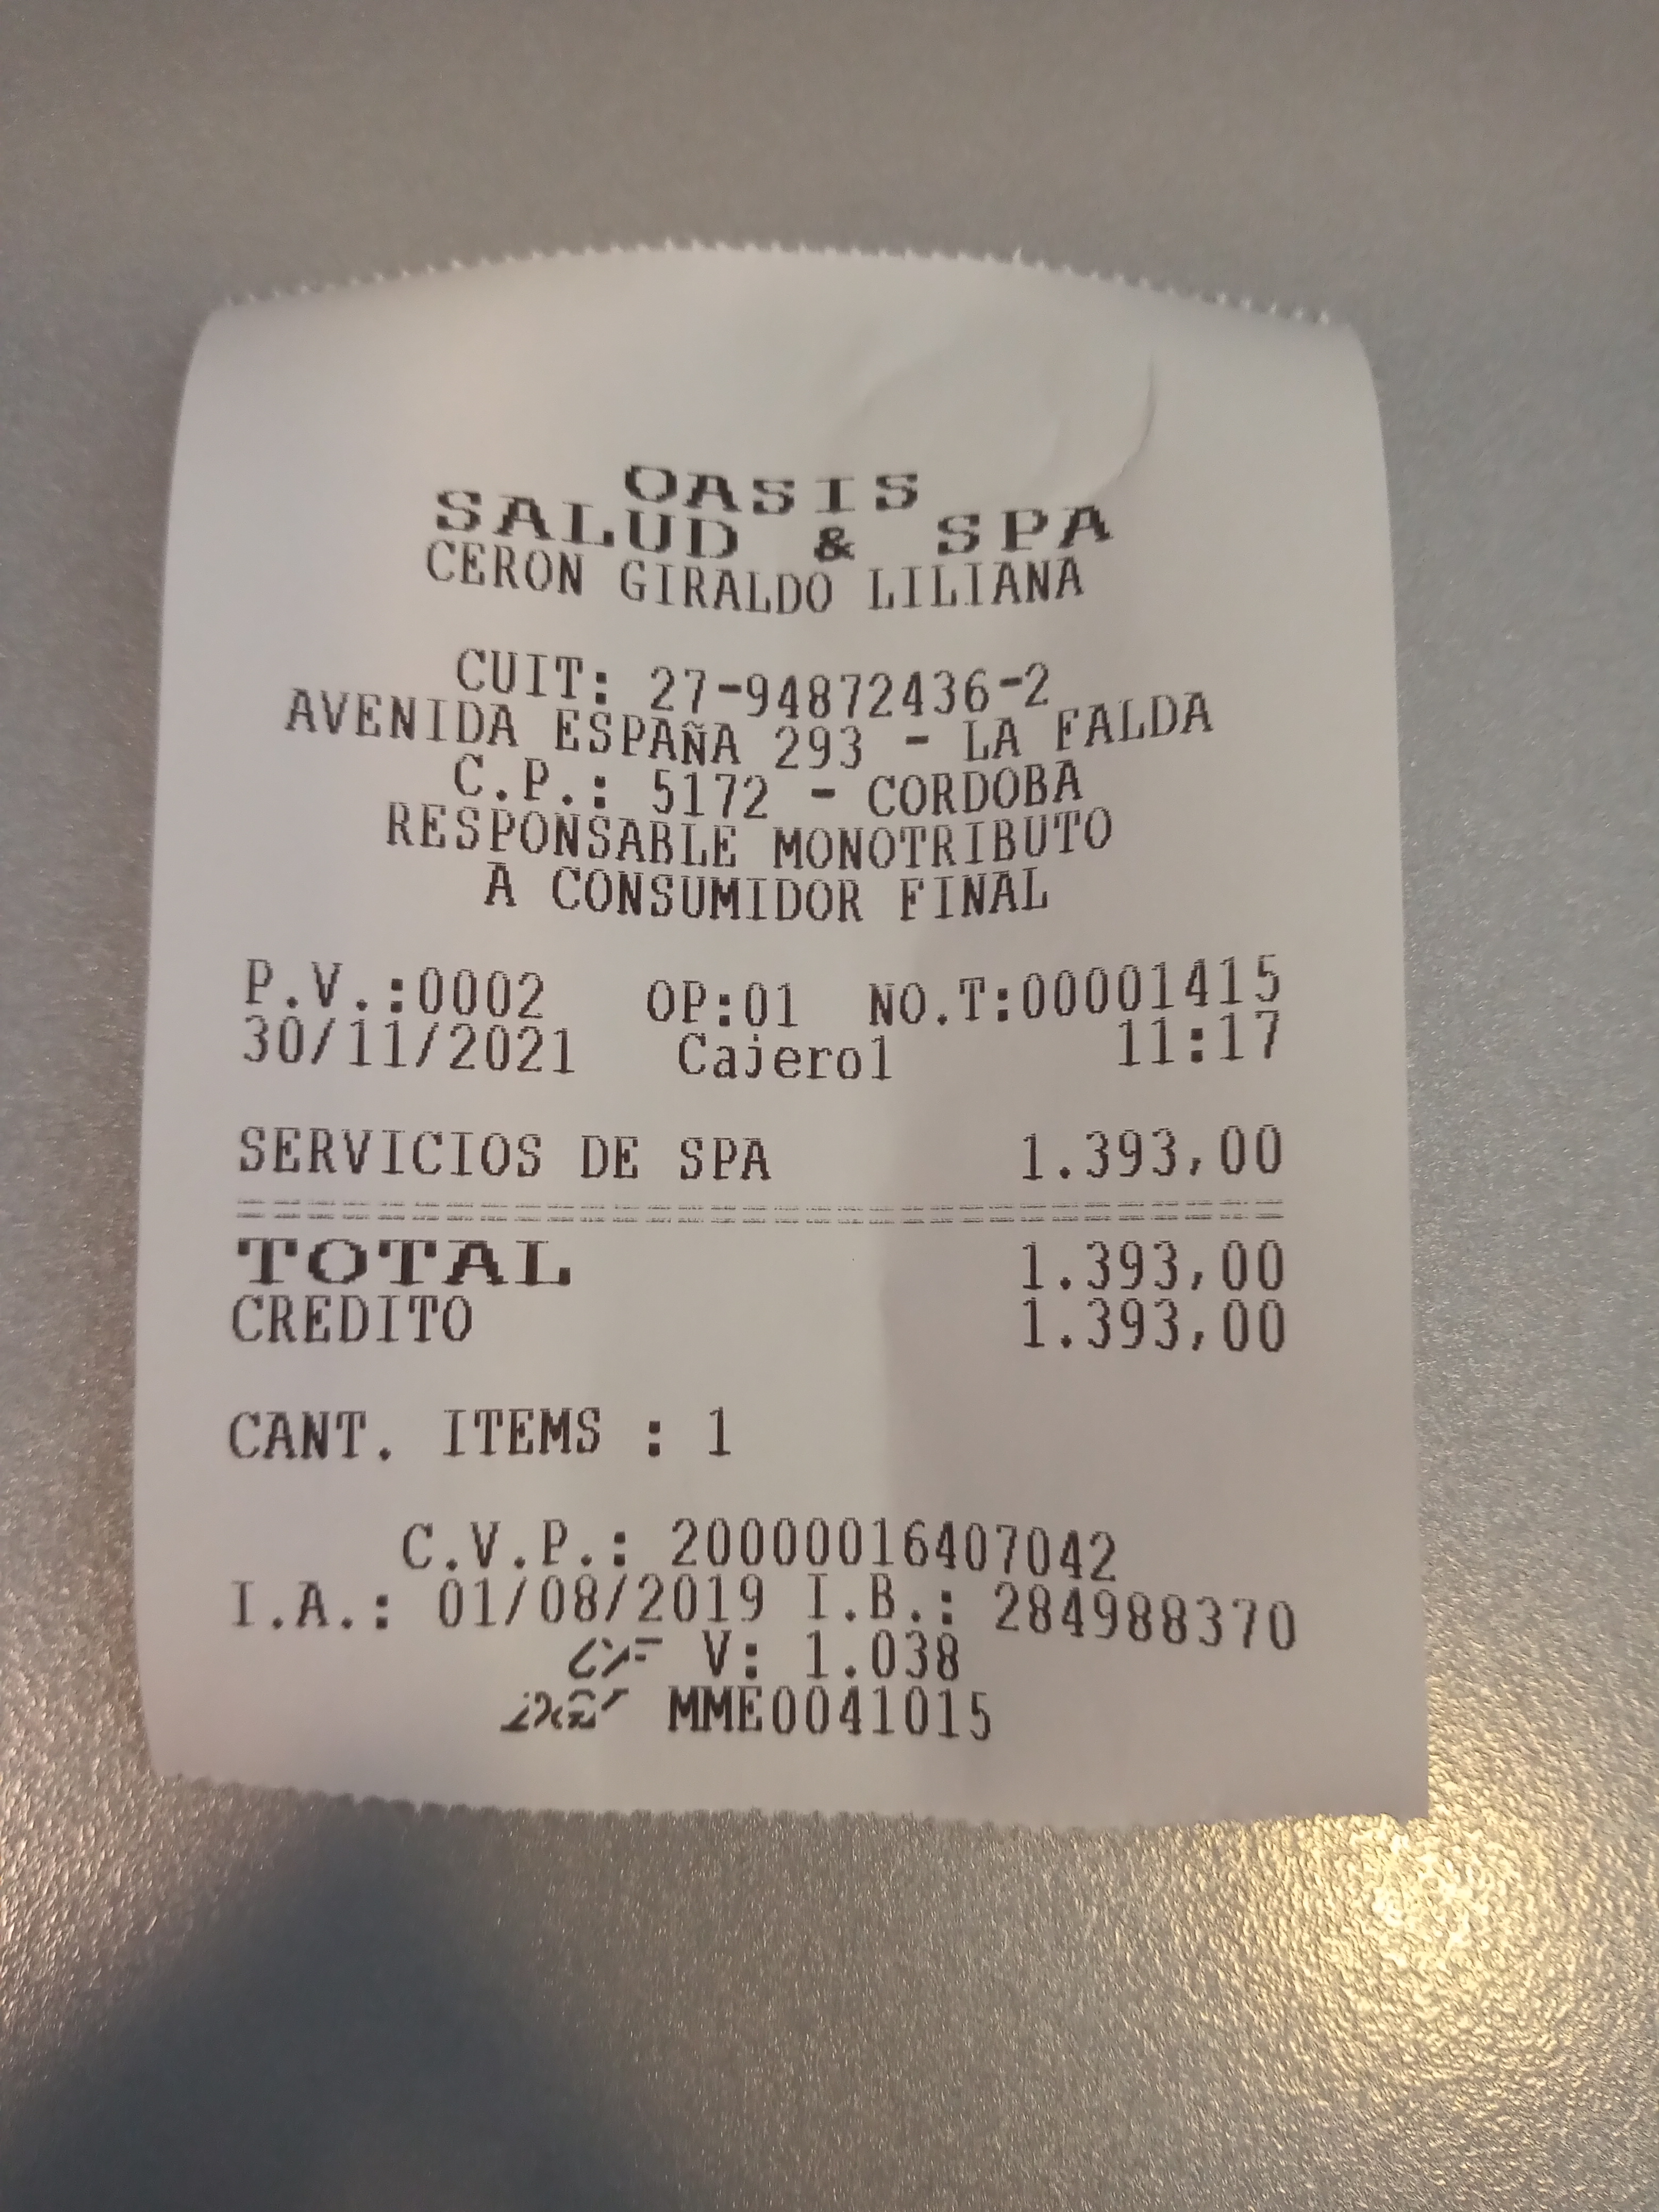 OASIS
SALUD & SPA
CERON GIRALDO LILIANA
CUIT: 27-94872436-2
AVENIDA ESPAÑA 293 - LA FALDA
C.P.: 5172 - CORDOBA
RESPONSABLE MONOTRIBUTO
A CONSUMIDOR FINAL
P.V.:0002 OP:01 NO.T:00001415
30/11/2021 Cajero1 11:17
SERVICIOS DE SPA 1.393,00
TOTAL 1.393,00
CREDITO 1.393,00
CANT. ITEMS : 1
C.V.P.: 20000016407042
I.A.: 01/08/2019 I.B.: 284988370
V: 1.038
MME0041015